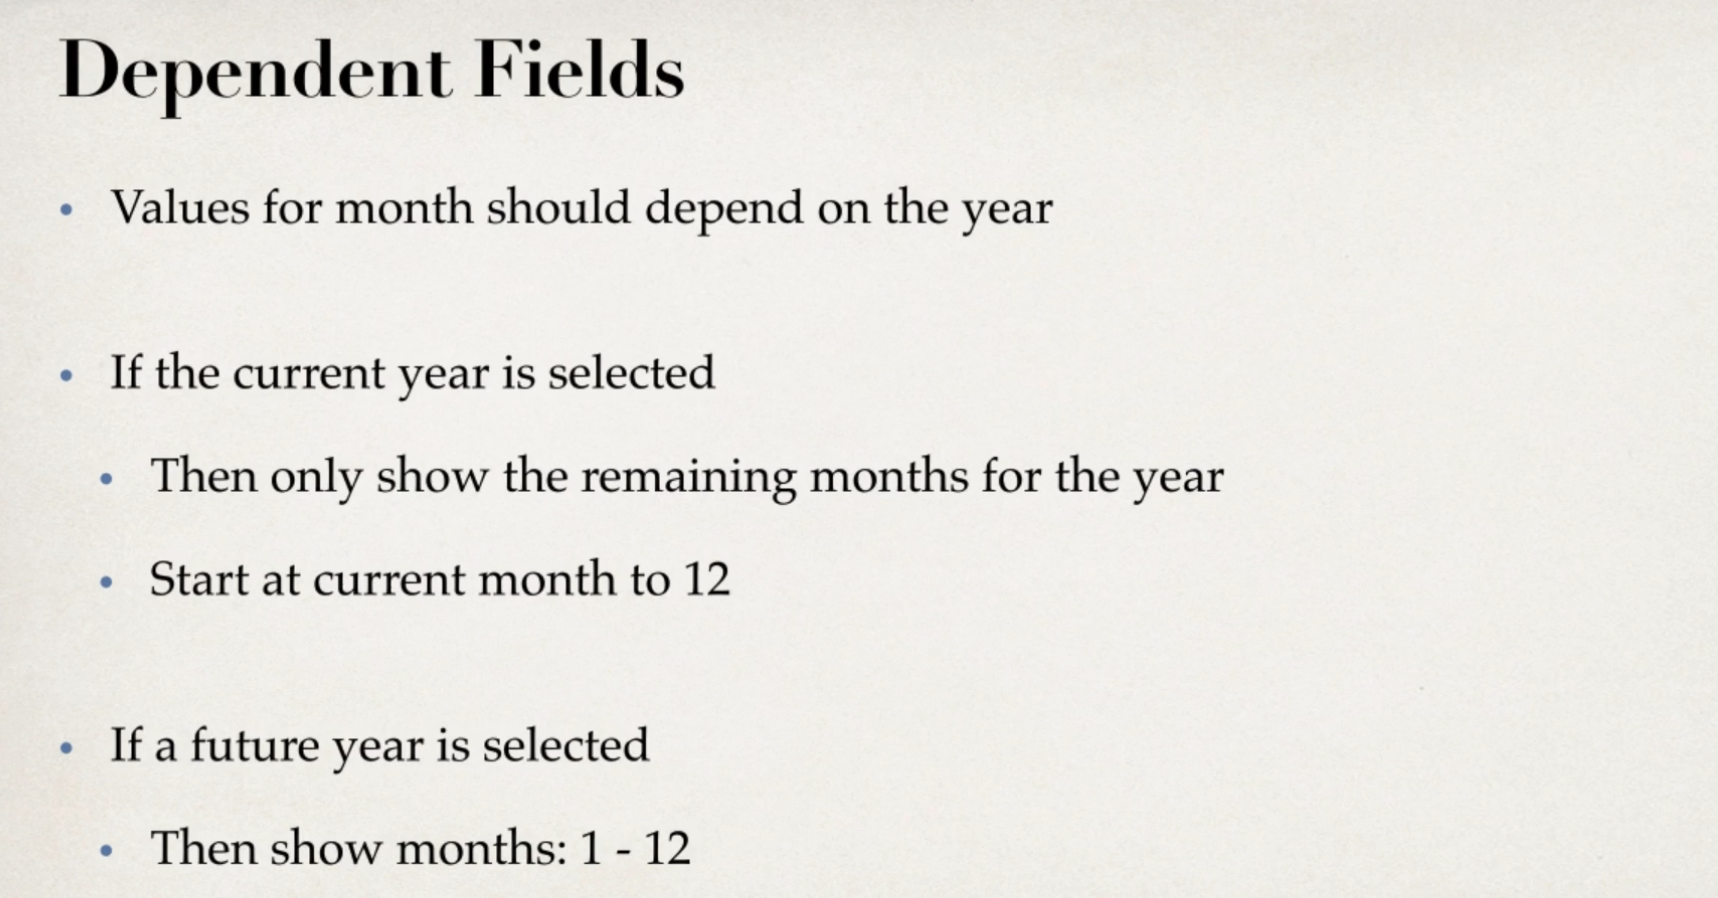 Dependent Fields
• Values for month should depend on the year
• If the current year is selected
• Then only show the remaining months for the year
• Start at current month to 12
• If a future year is selected
• Then show months: 1 - 12